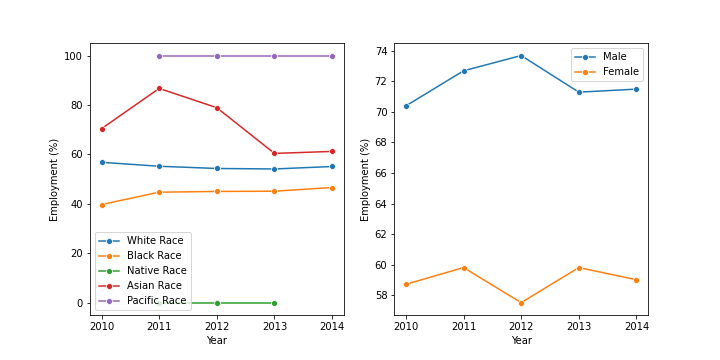 100
80
60
40
20
0
Employment (%)
White Race
Black Race
Native Race
Asian Race
Pacific Race
2010 2011 2012 2013 2014
Year
74
72
70
68
66
64
62
60
58
Employment (%)
Male
Female
2010 2011 2012 2013 2014
Year